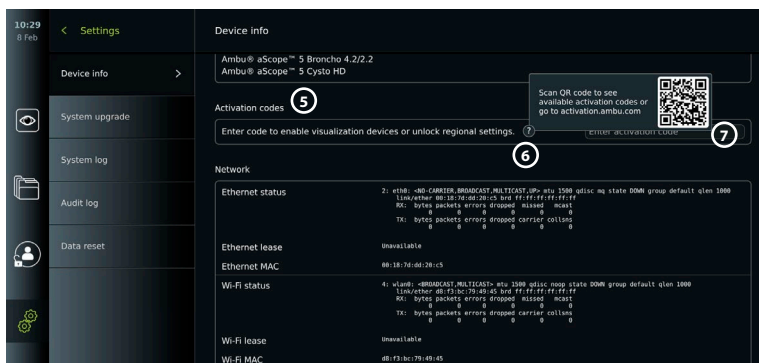 10:29
8 Feb
Settings
Device info
Device info
System upgrade
System log
Audit log
Data reset
Ambu® aScope™ 5 Broncho 4.2/2.2
Ambu® aScope™ 5 Cysto HD
Activation codes
5
Scan QR code to see
available activation codes or
go to activation.ambu.com
Enter code to enable visualization devices or unlock regional settings.
?
Enter activation code
6
7
Network
Ethernet status
2: eth0: <NO-CARRIER,BROADCAST,MULTICAST,UP> mtu 1500 qdisc mq state DOWN group default qlen 1000
link/ether 00:18:7d:dd:20:c5 brd ff:ff:ff:ff:ff:ff
RX: bytes packets errors dropped missed mcast
0 0 0 0 0 0
TX: bytes packets errors dropped carrier collsns
0 0 0 0 0 0
Ethernet lease
Unavailable
Ethernet MAC
00:18:7d:dd:20:c5
Wi-Fi status
4: wlan0: <BROADCAST,MULTICAST> mtu 1500 qdisc noop state DOWN group default qlen 1000
link/ether d8:f3:bc:79:49:45 brd ff:ff:ff:ff:ff:ff
RX: bytes packets errors dropped missed mcast
0 0 0 0 0 0
TX: bytes packets errors dropped carrier collsns
0 0 0 0 0 0
Wi-Fi lease
Unavailable
Wi-Fi MAC
d8:f3:bc:79:49:45